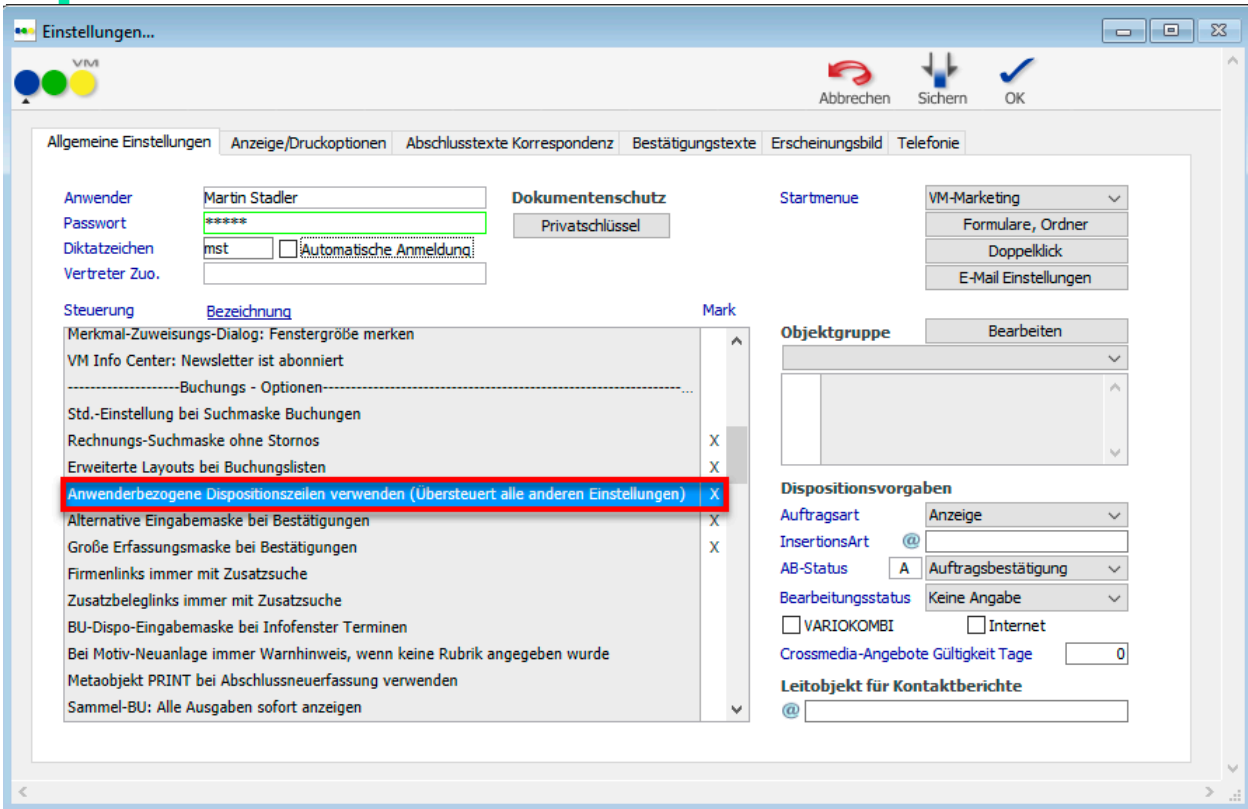 Einstellungen...
VM
Abbrechen Sichern OK
Allgemeine Einstellungen Anzeige/Druckoptionen Abschlusstexte Korrespondenz Bestätigungstexte Erscheinungsbild Telefonie
Anwender Martin Stadler Dokumentenschutz Startmenue VM-Marketing
Passwort ***** Privatschlüssel Formulare, Ordner
Diktatzeichen mst Automatische Anmeldung Doppelklick
Vertreter Zuo. E-Mail Einstellungen
Steuerung Bezeichnung Mark
Merkmal-Zuweisungs-Dialog: Fenstergröße merken
VM Info Center: Newsletter ist abonniert
--------------------Buchungs - Optionen----------------------------------------------------------------...
Std.-Einstellung bei Suchmaske Buchungen
Rechnungs-Suchmaske ohne Stornos X
Erweiterte Layouts bei Buchungslisten X
Anwenderbezogene Dispositionszeilen verwenden (Übersteuert alle anderen Einstellungen) X
Alternative Eingabemaske bei Bestätigungen X
Große Erfassungsmaske bei Bestätigungen X
Firmenlinks immer mit Zusatzsuche
Zusatzbeleglinks immer mit Zusatzsuche
BU-Dispo-Eingabemaske bei Infofenster Terminen
Bei Motiv-Neuanlage immer Warnhinweis, wenn keine Rubrik angegeben wurde
Metaobjekt PRINT bei Abschlussneuerfassung verwenden
Sammel-BU: Alle Ausgaben sofort anzeigen
Objektgruppe Bearbeiten
Dispositionsvorgaben
Auftragsart Anzeige
InsertionsArt @
AB-Status A Auftragsbestätigung
Bearbeitungsstatus Keine Angabe
VARIOKOMBI Internet
Crossmedia-Angebote Gültigkeit Tage 0
Leitobjekt für Kontaktberichte
@